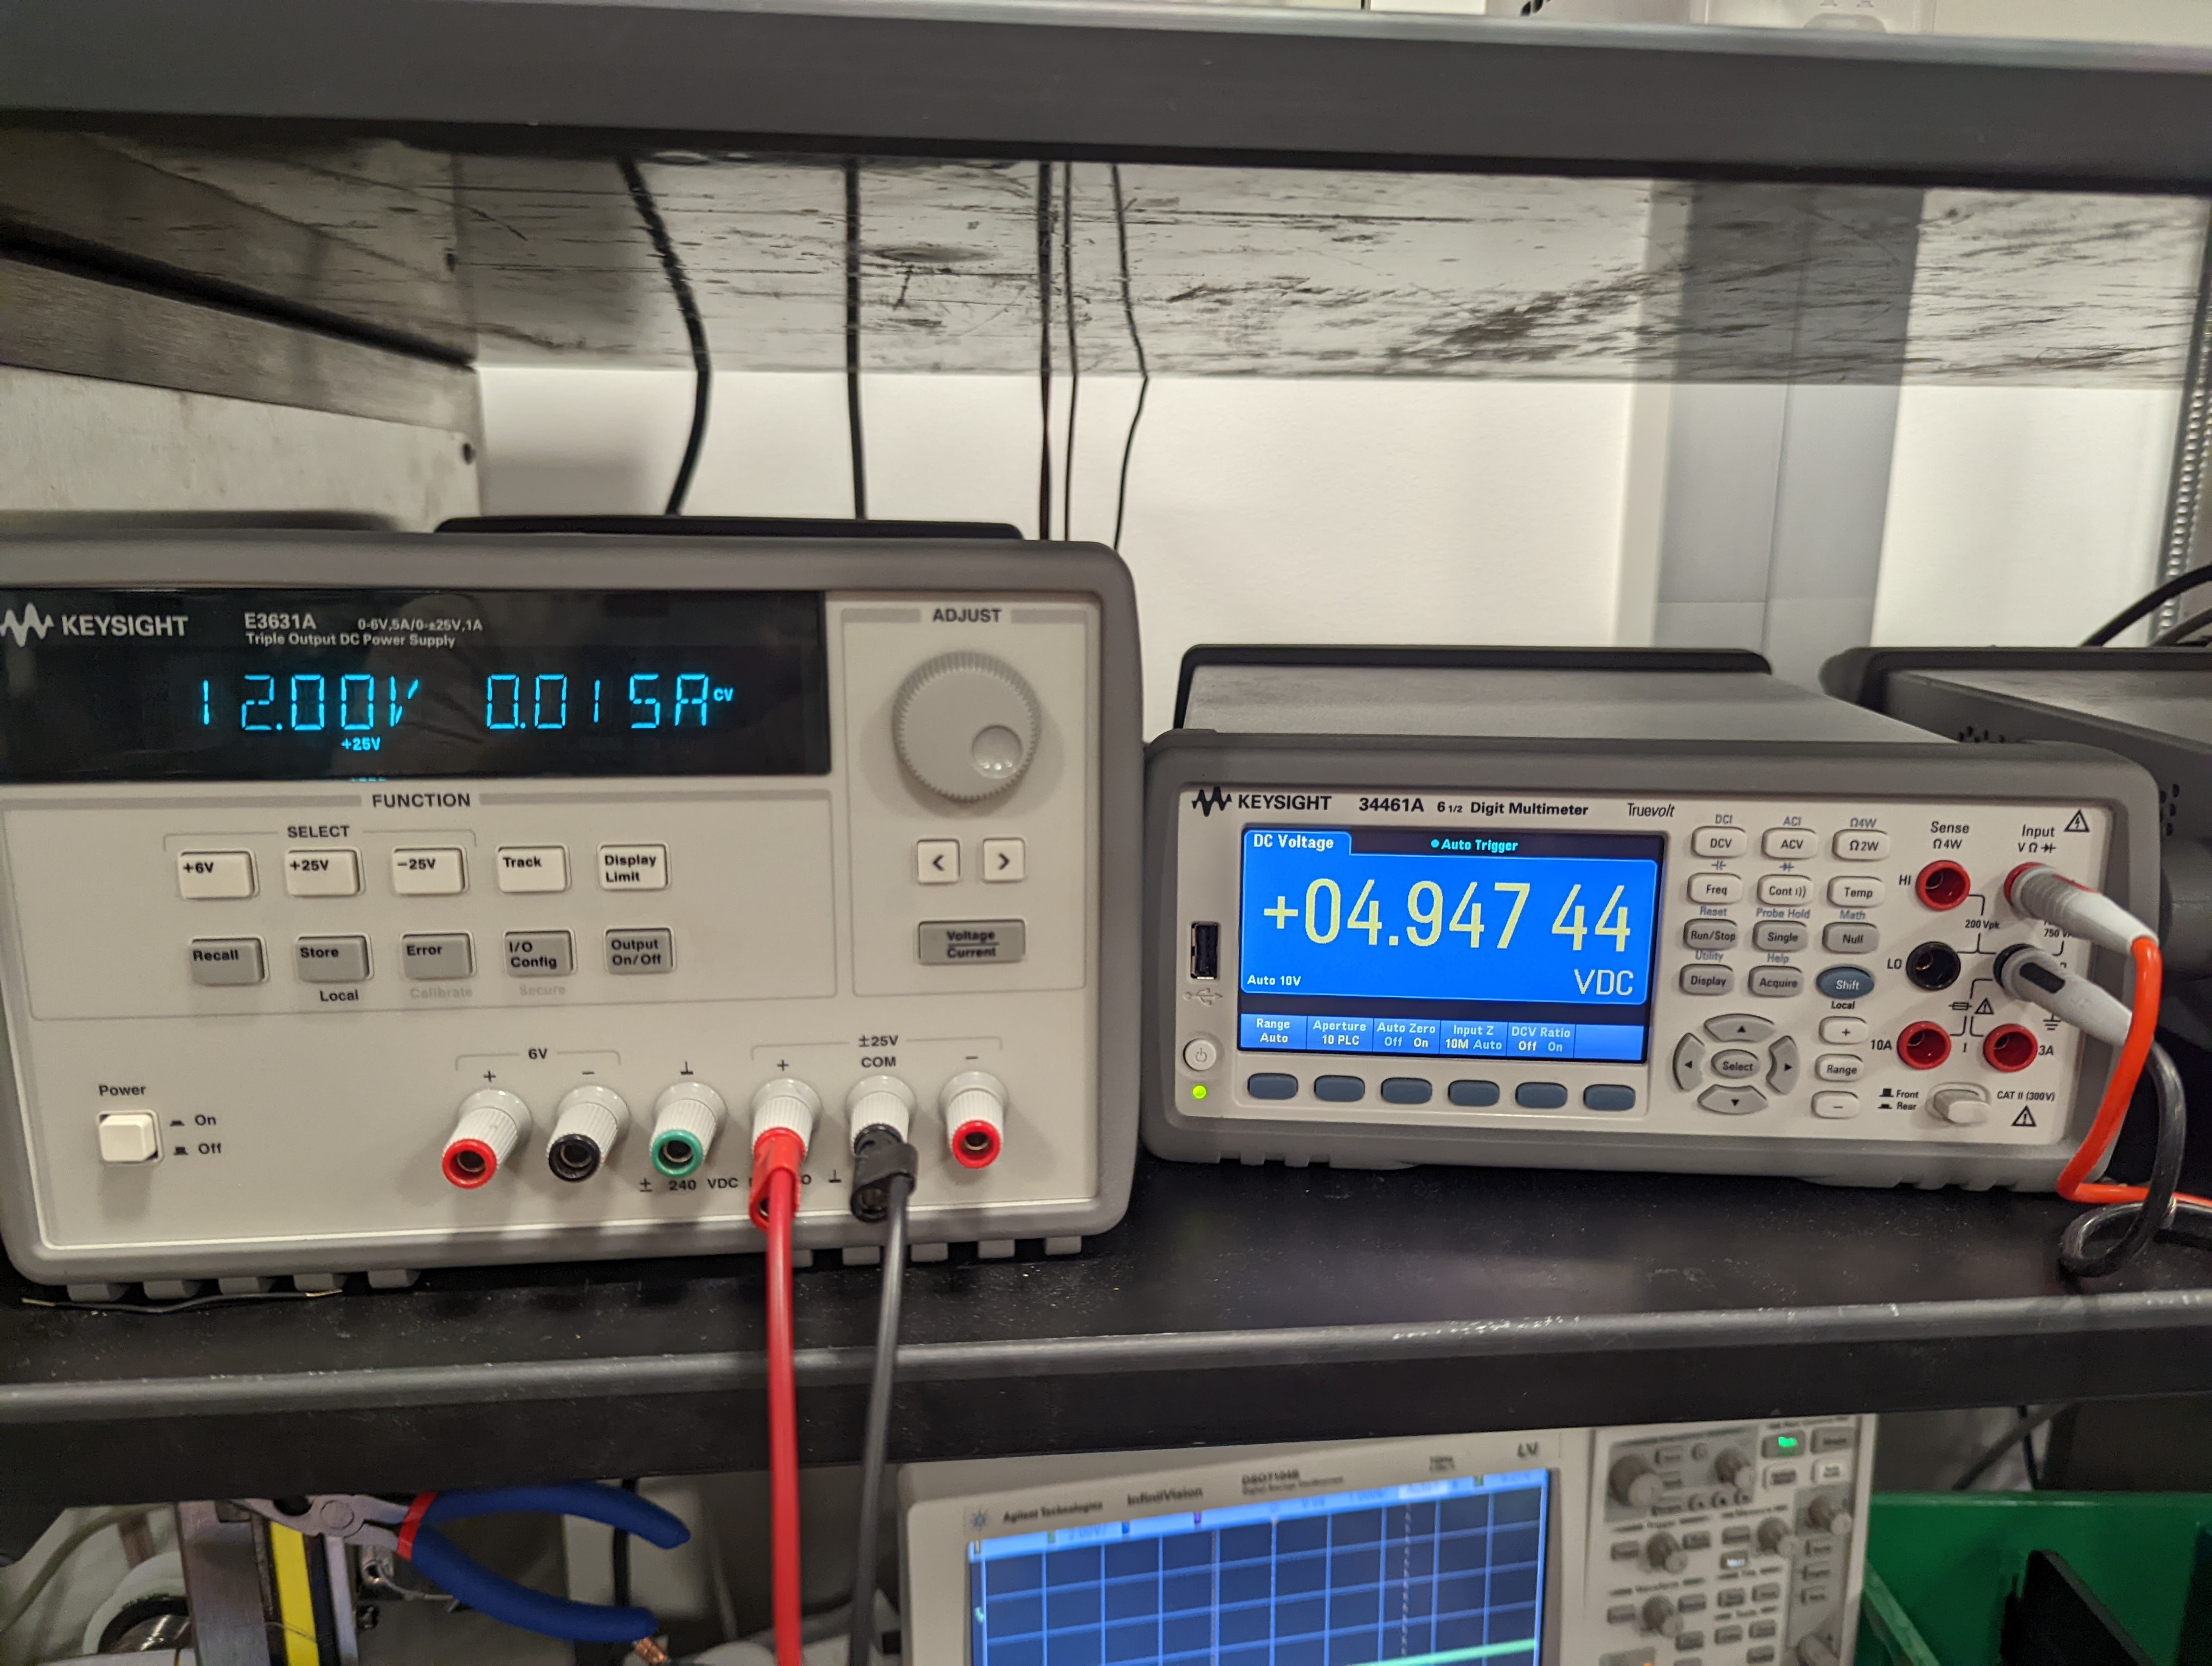 KEYSIGHT
E3631A 0-6V,5A/0-±25V,1A
Triple Output DC Power Supply
12.00V 0.015A CV
+25V
ADJUST
FUNCTION
SELECT
+6V
+25V
-25V
Track
Display Limit
Recall
Store
Error
I/O Config
Output On/Off
Voltage
Current
Local
Calibrate
Secure
Power
On
Off
6V
+
-
⊥
±25V
+
COM
-
± 240 VDC
KEYSIGHT 34461A 6 1/2 Digit Multimeter Truevolt
DC Voltage
Auto Trigger
+04.947 44
Auto 10V
VDC
Range
Auto
Aperture
10 PLC
Auto Zero
Off On
Input Z
10M Auto
DCV Ratio
Off On
DCI
ACI
Ω4W
DCV
ACV
Ω2W
Freq
Cont
Temp
Reset
Probe Hold
Math
Run/Stop
Single
Null
Utility
Help
Display
Acquire
Shift
Local
+
Select
Range
-
Sense
Ω4W
Input
VΩ
HI
200 Vpk
LO
10A
I
3A
Front
Rear
CAT II (300V)
Agilent Technologies
InfiniiVision